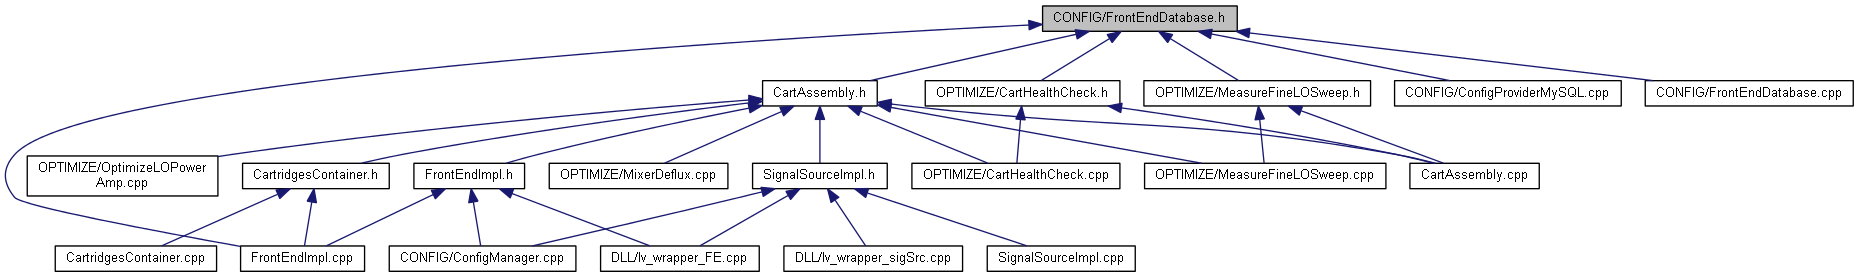 CONFIG/FrontEndDatabase.h
CartAssembly.h
OPTIMIZE/CartHealthCheck.h
OPTIMIZE/MeasureFineLOSweep.h
CONFIG/ConfigProviderMySQL.cpp
CONFIG/FrontEndDatabase.cpp
OPTIMIZE/OptimizeLOPower
Amp.cpp
CartridgesContainer.h
FrontEndImpl.h
OPTIMIZE/MixerDeflux.cpp
SignalSourceImpl.h
OPTIMIZE/CartHealthCheck.cpp
OPTIMIZE/MeasureFineLOSweep.cpp
CartAssembly.cpp
CartridgesContainer.cpp
FrontEndImpl.cpp
CONFIG/ConfigManager.cpp
DLL/lv_wrapper_FE.cpp
DLL/lv_wrapper_sigSrc.cpp
SignalSourceImpl.cpp